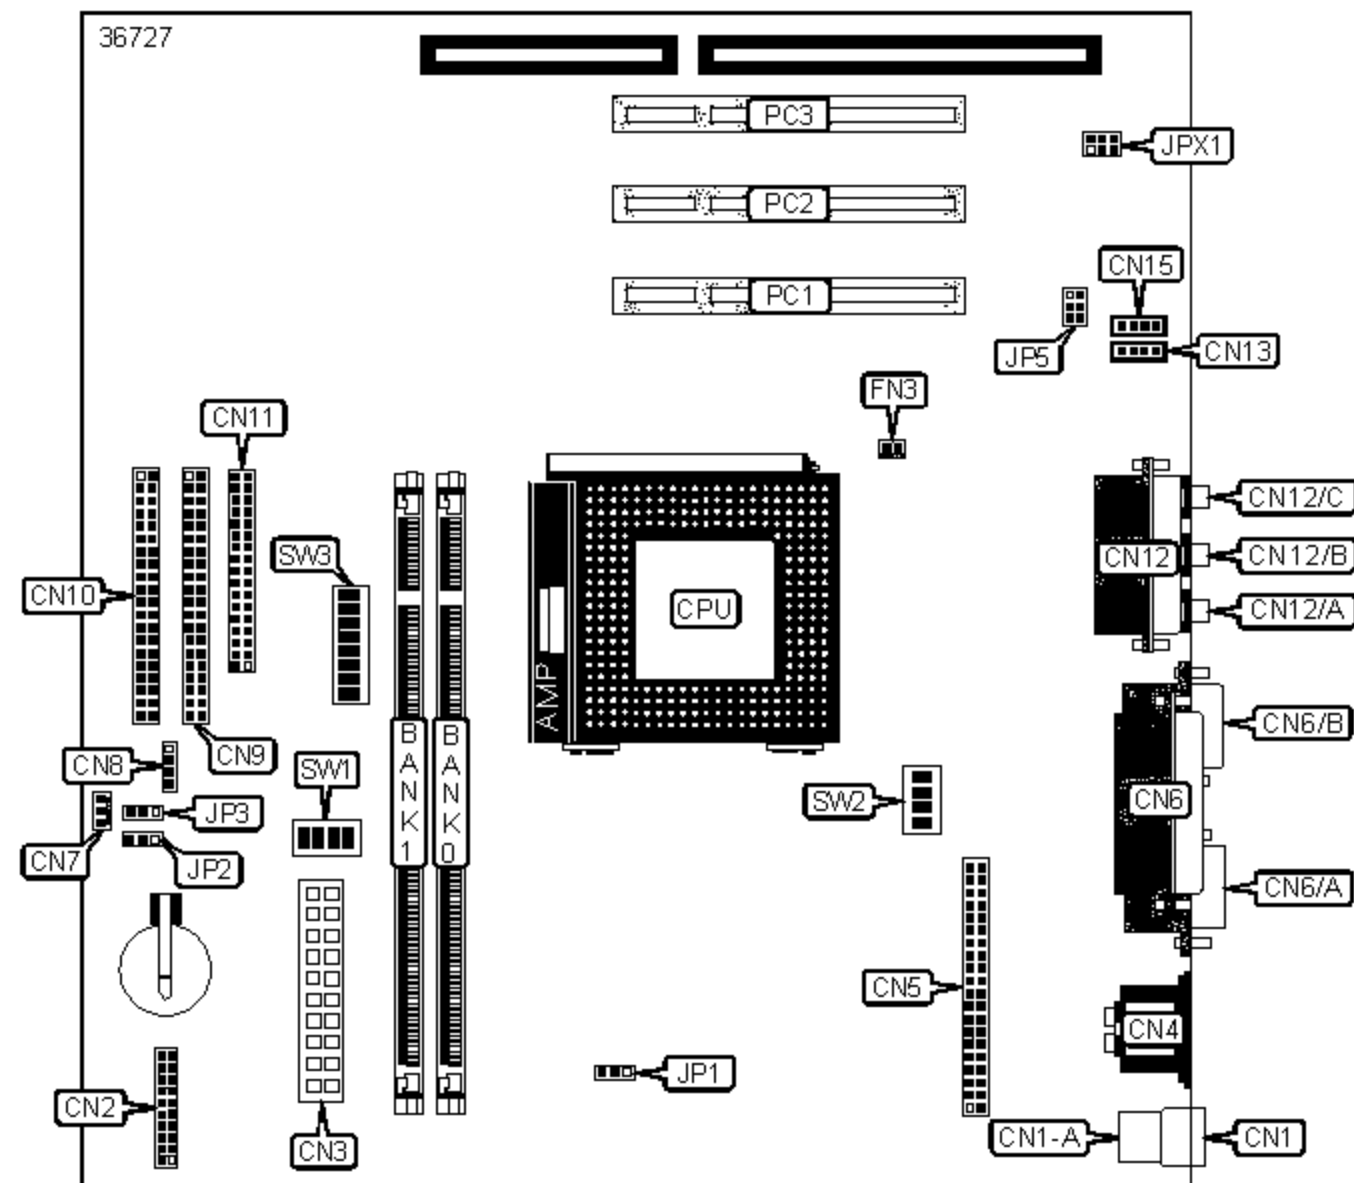 36727
PC3
JPX1
PC2
CN15
PC1
JP5
CN13
FN3
CN11
CN12/C
SW3
CN12
CN12/B
CN10
CPU
CN12/A
AMP
CN6/B
BANK1
BANK0
CN9
CN8
SW1
SW2
CN6
JP3
CN7
JP2
CN6/A
CN5
CN4
JP1
CN2
CN3
CN1-A
CN1